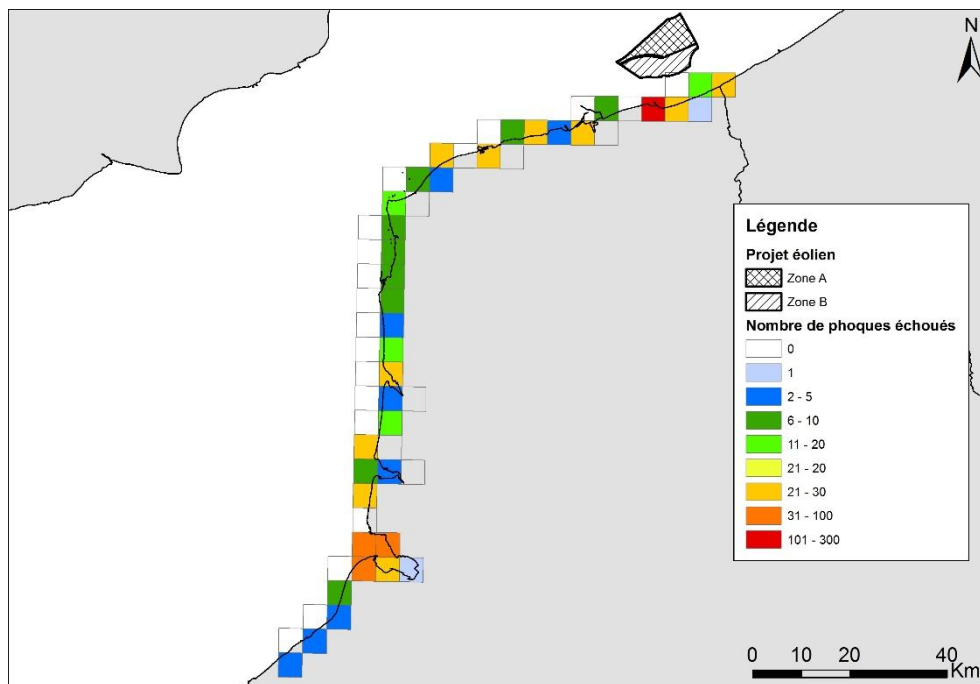 N
Légende
Projet éolien
Zone A
Zone B
Nombre de phoques échoués
0
1
2 - 5
6 - 10
11 - 20
21 - 20
21 - 30
31 - 100
101 - 300
0 10 20 40
Km